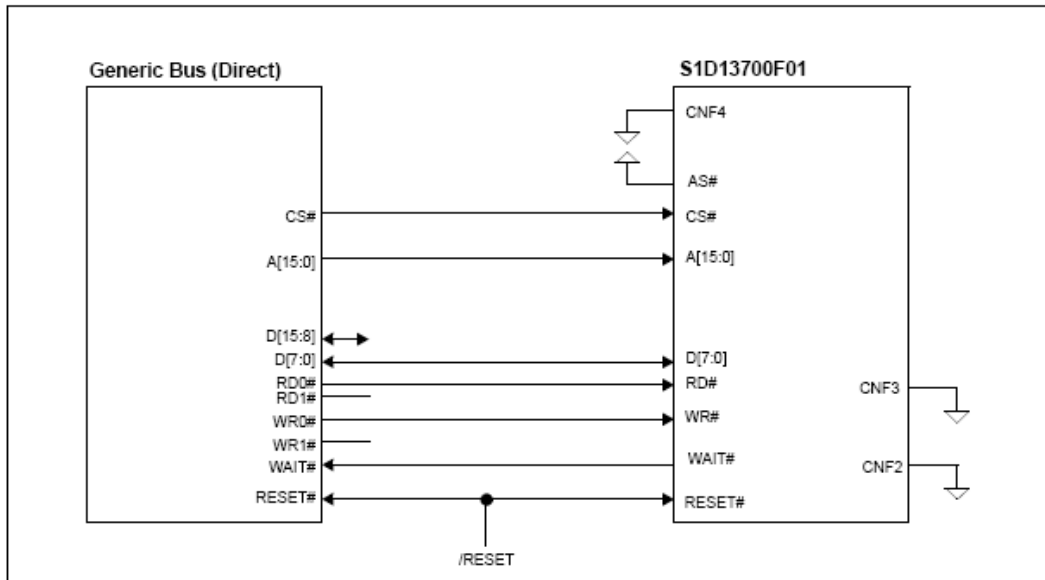 Generic Bus (Direct)
S1D13700F01
CNF4
AS#
CS#
CS#
A[15:0]
A[15:0]
D[15:8]
D[7:0]
D[7:0]
RD0#
RD#
RD1#
CNF3
WR0#
WR#
WR1#
WAIT#
WAIT#
CNF2
RESET#
RESET#
/RESET